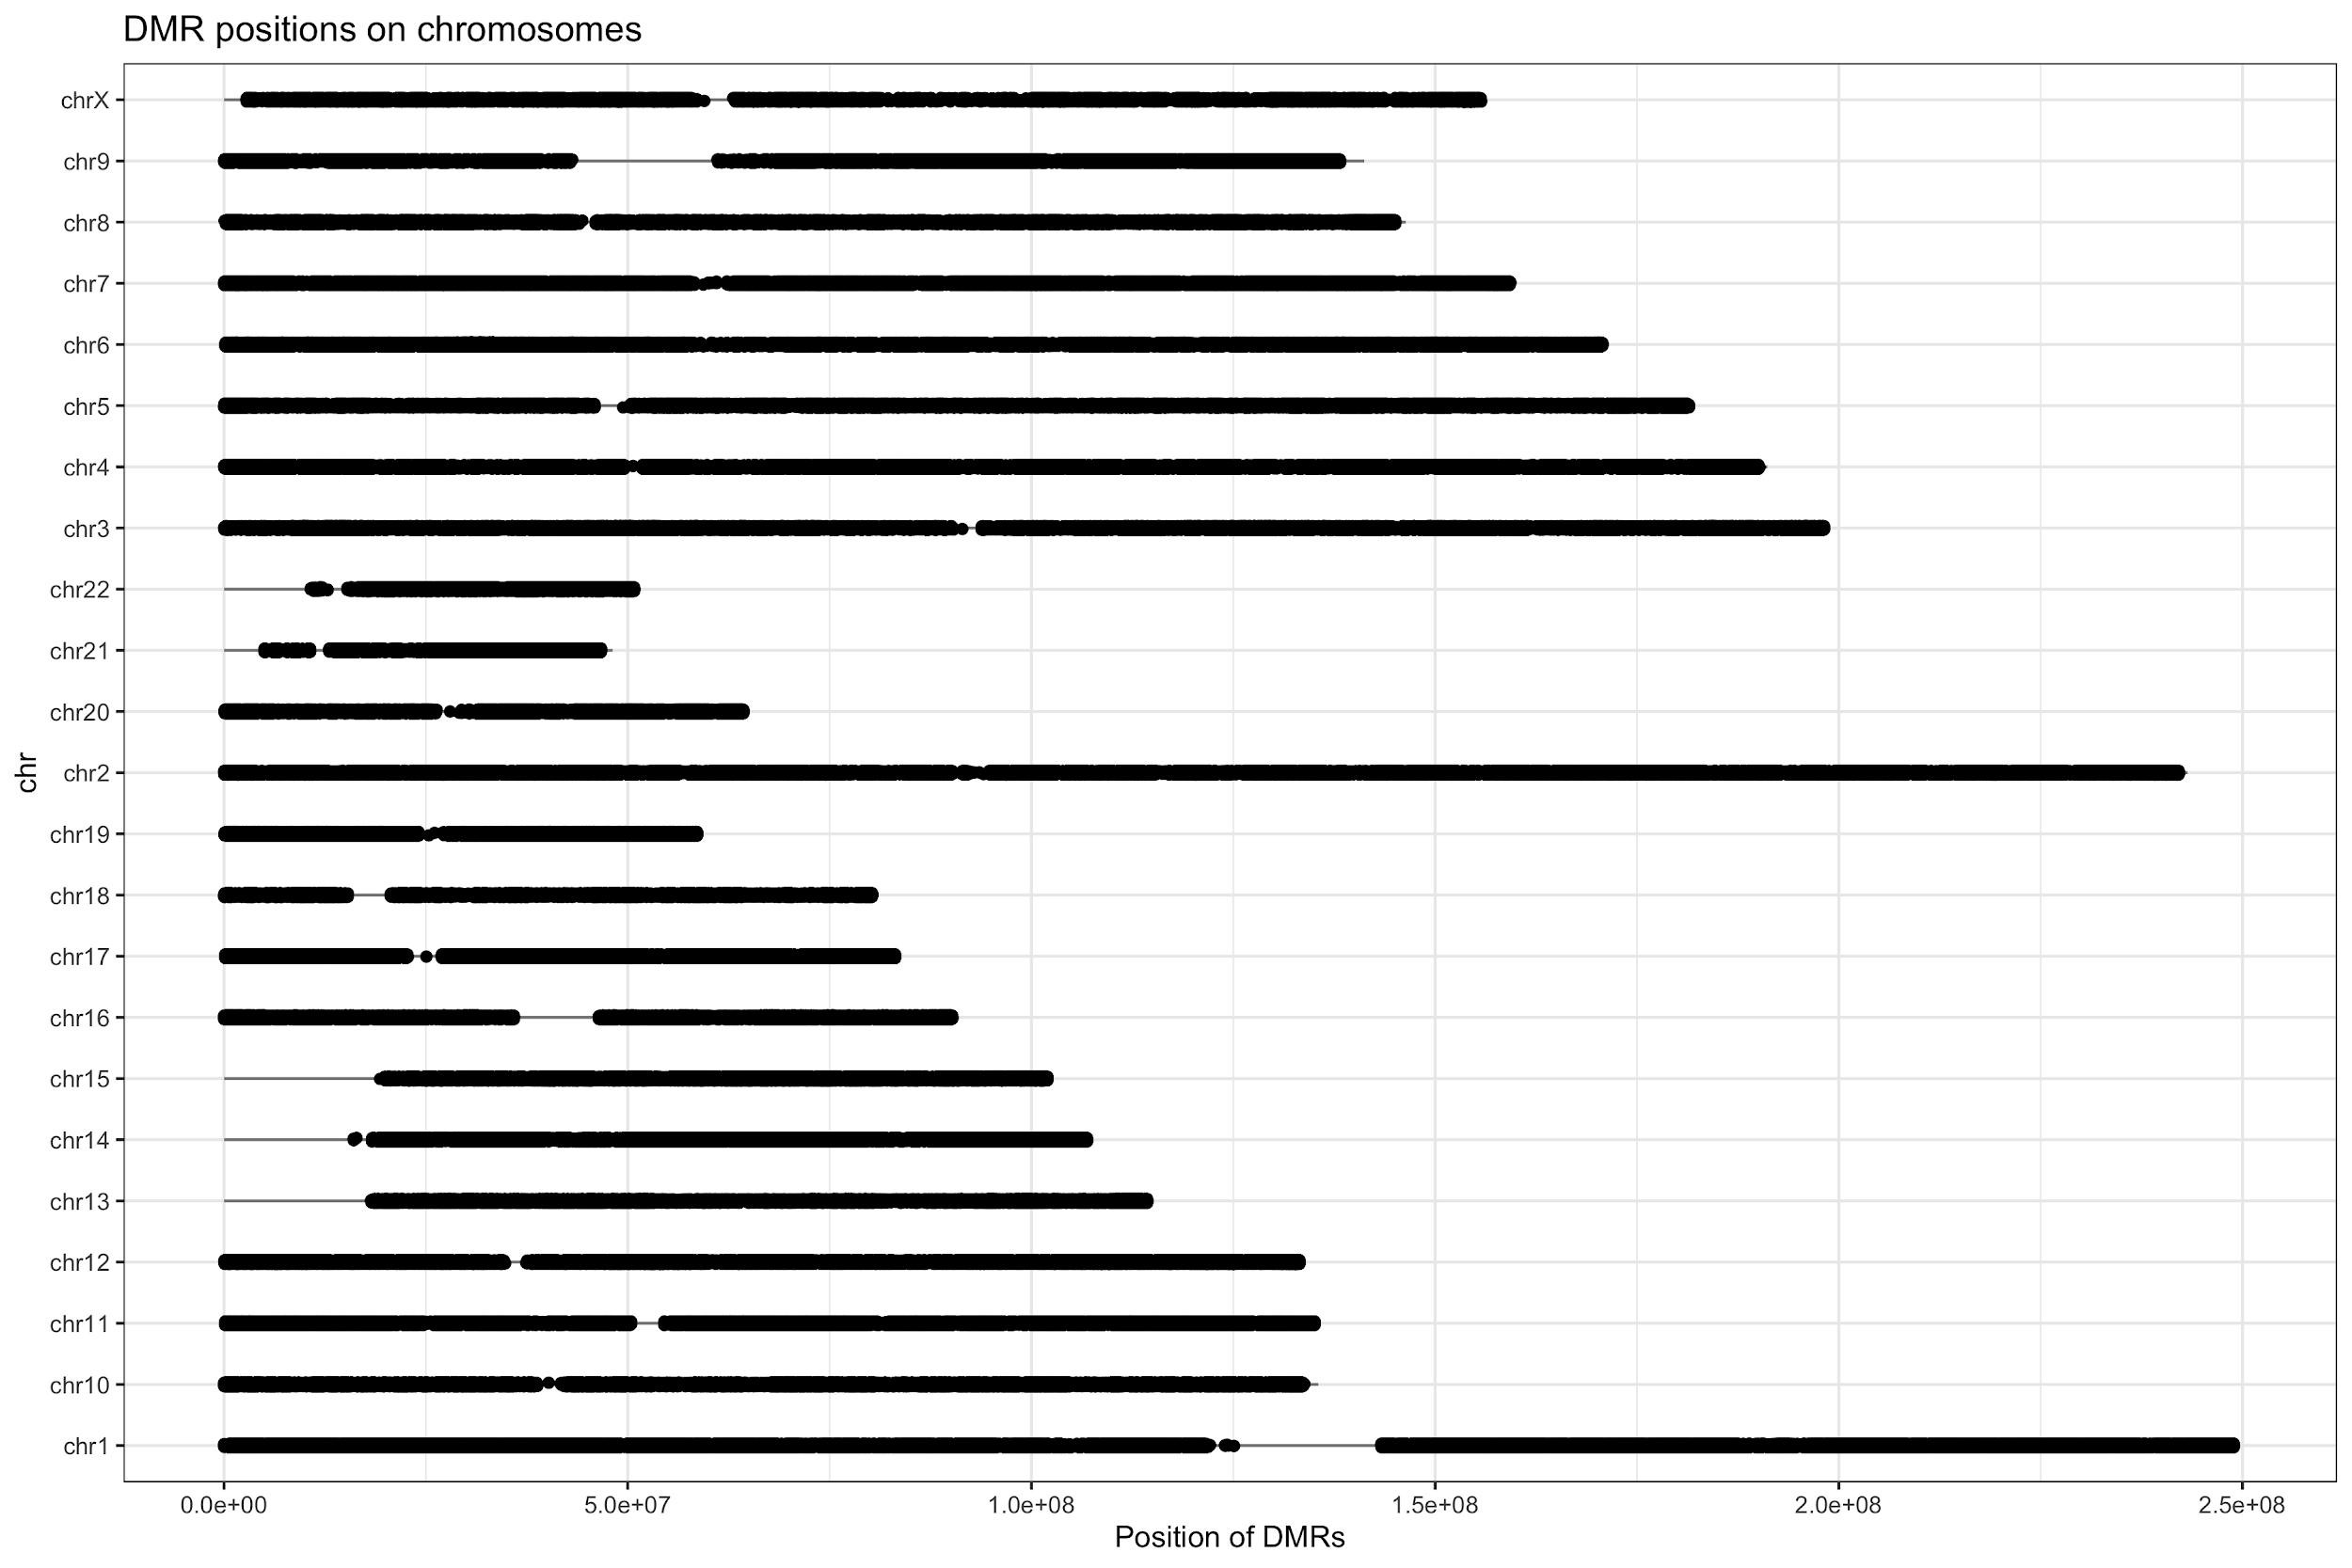 DMR positions on chromosomes
chrX
chr9
chr8
chr7
chr6
chr5
chr4
chr3
chr22
chr21
chr20
chr2
chr19
chr18
chr17
chr16
chr15
chr14
chr13
chr12
chr11
chr10
chr1
chr
0.0e+00 5.0e+07 1.0e+08 1.5e+08 2.0e+08 2.5e+08
Position of DMRs